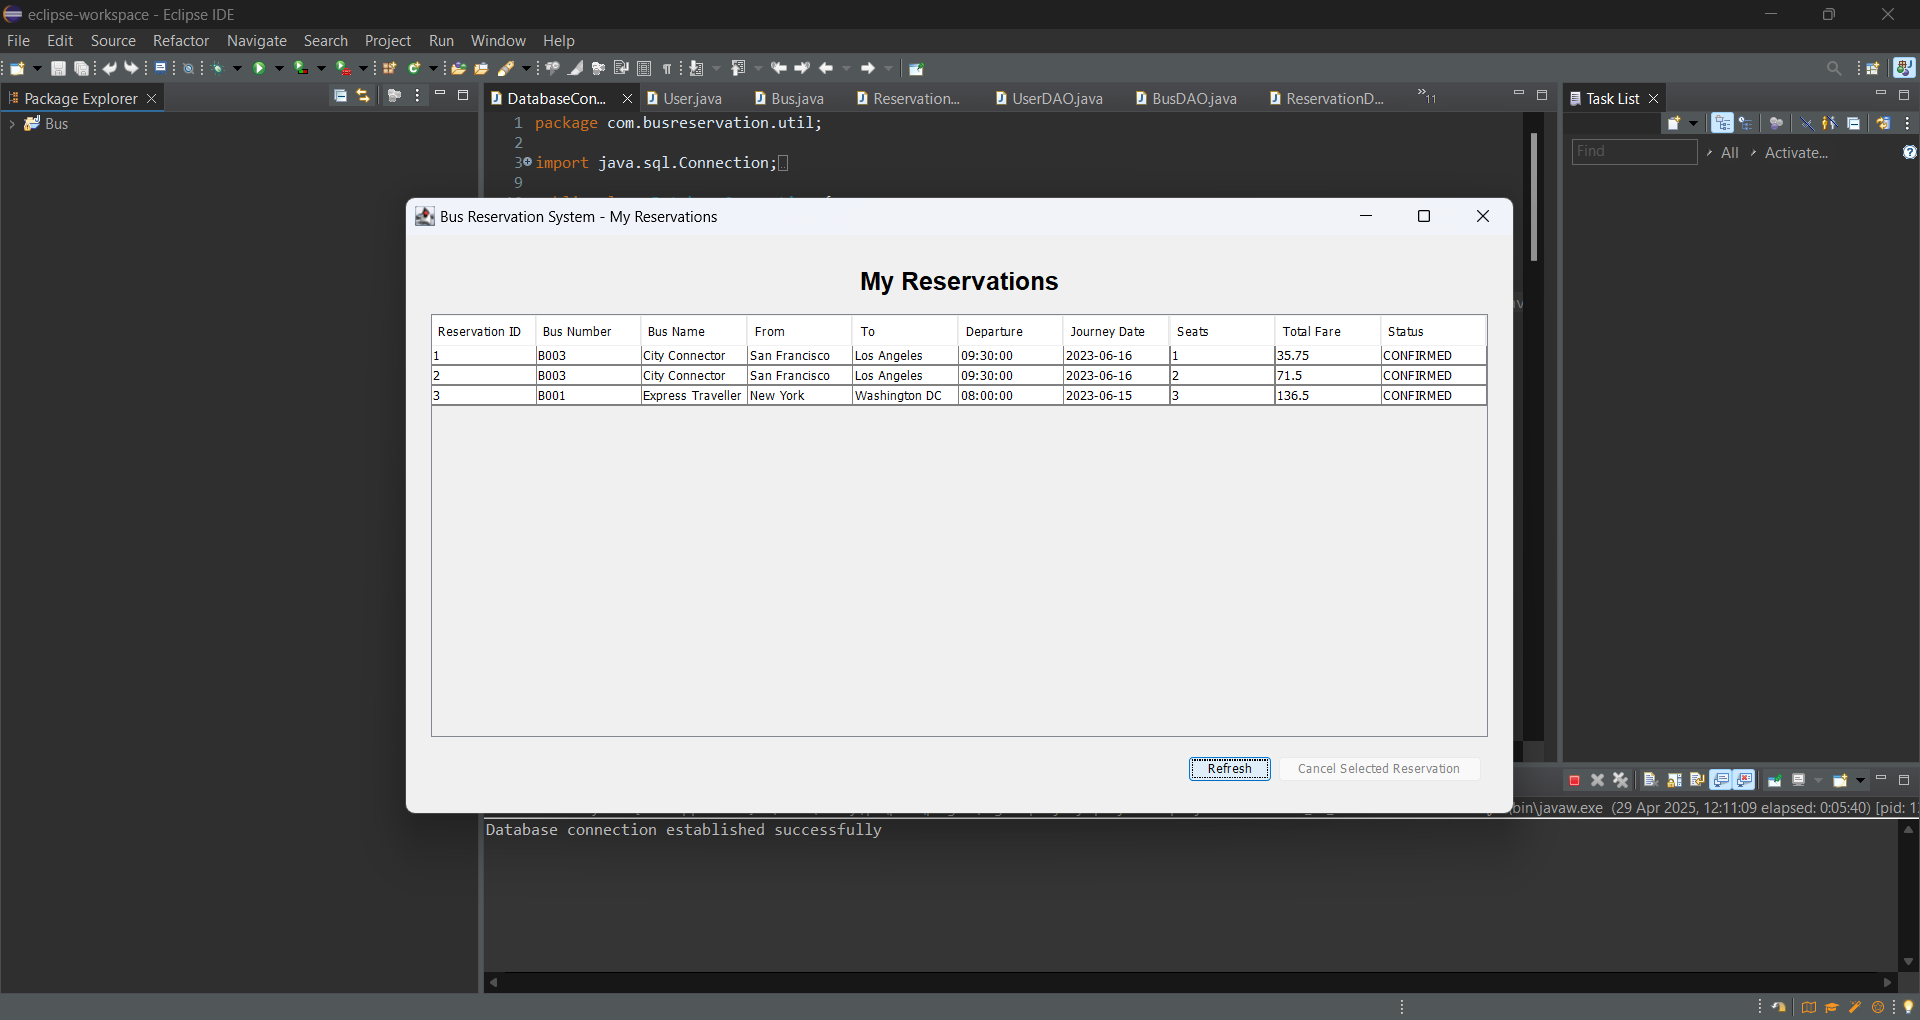 eclipse-workspace - Eclipse IDE
File Edit Source Refactor Navigate Search Project Run Window Help
Package Explorer
Bus
DatabaseCon... User.java Bus.java Reservation... UserDAO.java BusDAO.java ReservationD... »11
1 package com.busreservation.util;
2
3 import java.sql.Connection;
9
Task List
Find All Activate...
Bus Reservation System - My Reservations
My Reservations
Reservation ID Bus Number Bus Name From To Departure Journey Date Seats Total Fare Status
1 B003 City Connector San Francisco Los Angeles 09:30:00 2023-06-16 1 35.75 CONFIRMED
2 B003 City Connector San Francisco Los Angeles 09:30:00 2023-06-16 2 71.5 CONFIRMED
3 B001 Express Traveller New York Washington DC 08:00:00 2023-06-15 3 136.5 CONFIRMED
Refresh Cancel Selected Reservation
bin\javaw.exe (29 Apr 2025, 12:11:09 elapsed: 0:05:40) [pid: 1
Database connection established successfully